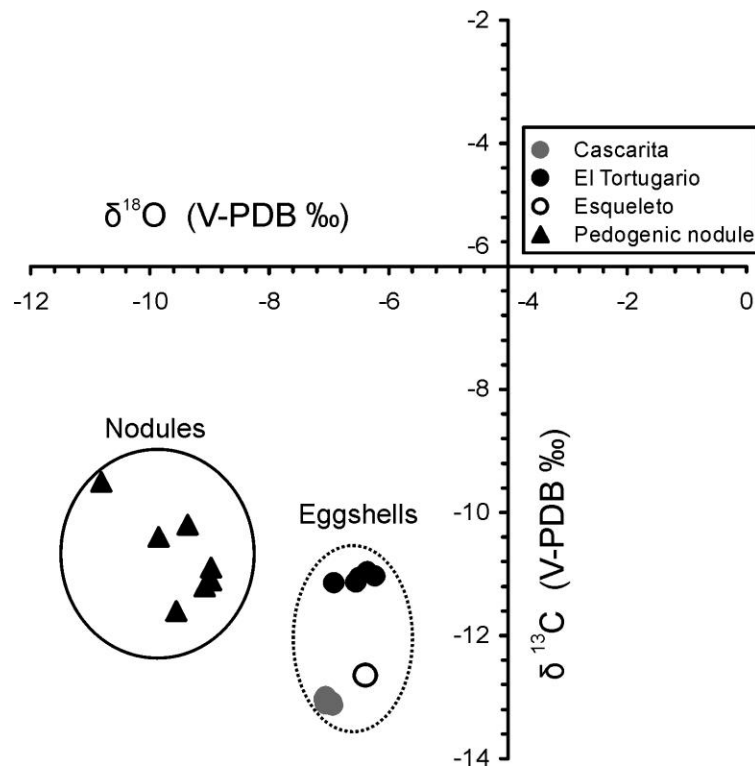 -2
-4
Cascarita
El Tortugario
Esqueleto
Pedogenic nodule
δ18O (V-PDB ‰)
-6
-12 -10 -8 -6 -4 -2 0
-8
Nodules
-10
Eggshells
-12
δ 13C (V-PDB ‰)
-14